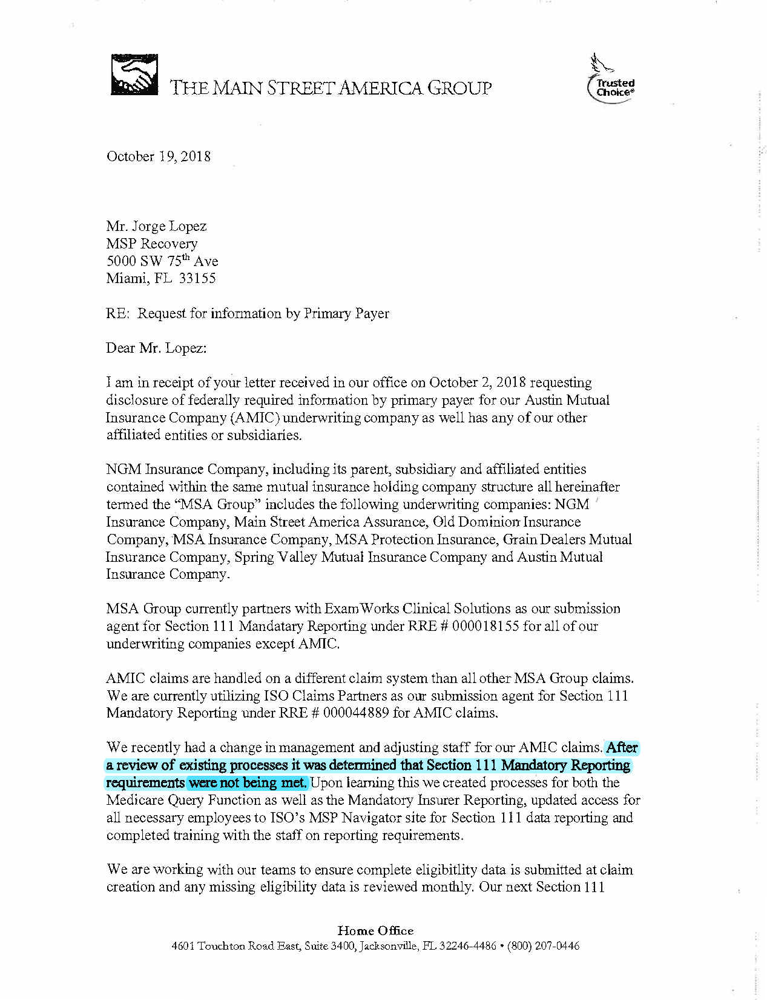 THE MAIN STREET AMERICA GROUP
Trusted
Choice®
October 19, 2018
Mr. Jorge Lopez
MSP Recovery
5000 SW 75th Ave
Miami, FL 33155
RE: Request for information by Primary Payer
Dear Mr. Lopez:
I am in receipt of your letter received in our office on October 2, 2018 requesting
disclosure of federally required information by primary payer for our Austin Mutual
Insurance Company (AMIC) underwriting company as well has any of our other
affiliated entities or subsidiaries.
NGM Insurance Company, including its parent, subsidiary and affiliated entities
contained within the same mutual insurance holding company structure all hereinafter
termed the “MSA Group” includes the following underwriting companies: NGM
Insurance Company, Main Street America Assurance, Old Dominion Insurance
Company, MSA Insurance Company, MSA Protection Insurance, Grain Dealers Mutual
Insurance Company, Spring Valley Mutual Insurance Company and Austin Mutual
Insurance Company.
MSA Group currently partners with ExamWorks Clinical Solutions as our submission
agent for Section 111 Mandatary Reporting under RRE # 000018155 for all of our
underwriting companies except AMIC.
AMIC claims are handled on a different claim system than all other MSA Group claims.
We are currently utilizing ISO Claims Partners as our submission agent for Section 111
Mandatory Reporting under RRE # 000044889 for AMIC claims.
We recently had a change in management and adjusting staff for our AMIC claims. After
a review of existing processes it was determined that Section 111 Mandatory Reporting
requirements were not being met. Upon learning this we created processes for both the
Medicare Query Function as well as the Mandatory Insurer Reporting, updated access for
all necessary employees to ISO’s MSP Navigator site for Section 111 data reporting and
completed training with the staff on reporting requirements.
We are working with our teams to ensure complete eligibitlity data is submitted at claim
creation and any missing eligibility data is reviewed monthly. Our next Section 111
Home Office
4601 Touchton Road East, Suite 3400, Jacksonville, FL 32246-4486 • (800) 207-0446